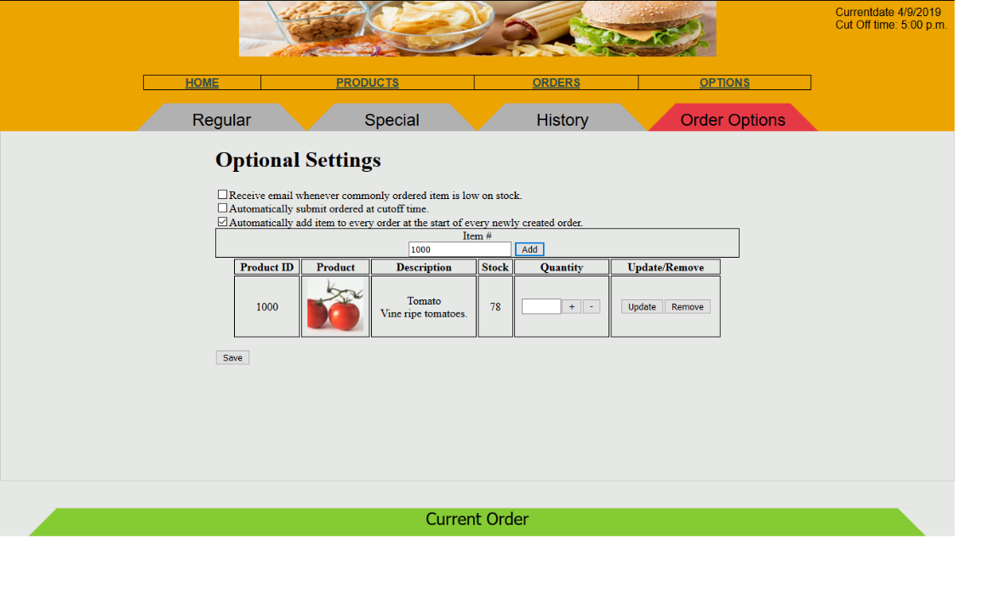 Currentdate 4/9/2019
Cut Off time: 5:00 p.m.
HOME PRODUCTS ORDERS OPTIONS
Regular Special History Order Options
Optional Settings
Receive email whenever commonly ordered item is low on stock.
Automatically submit ordered at cutoff time.
Automatically add item to every order at the start of every newly created order.
Item #
1000 Add
Product ID Product Description Stock Quantity Update/Remove
1000 Tomato 78 + - Update Remove
Vine ripe tomatoes.
Save
Current Order